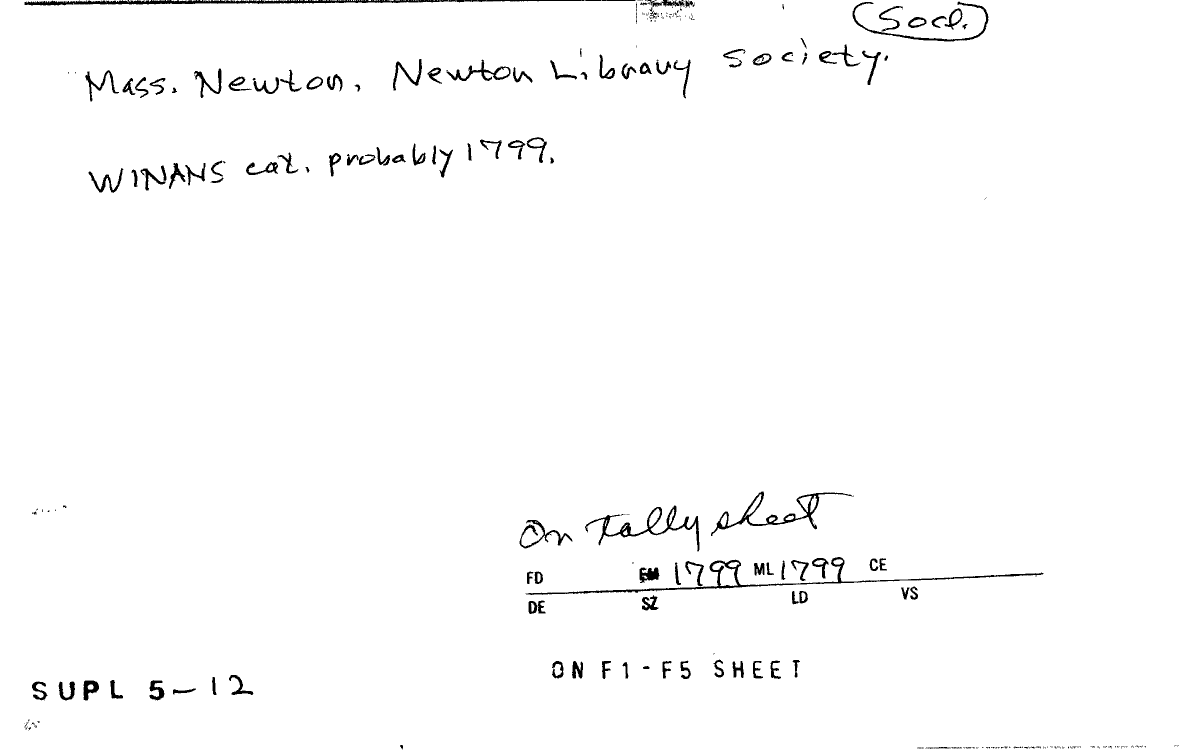 (Socl.)
Mass. Newton. Newton Library Society.
WINANS cat. probably 1799.
On tally sheet
FD EM 1799 ML 1799 CE
DE SZ LD VS
ON F1-F5 SHEET
SUPL 5-12